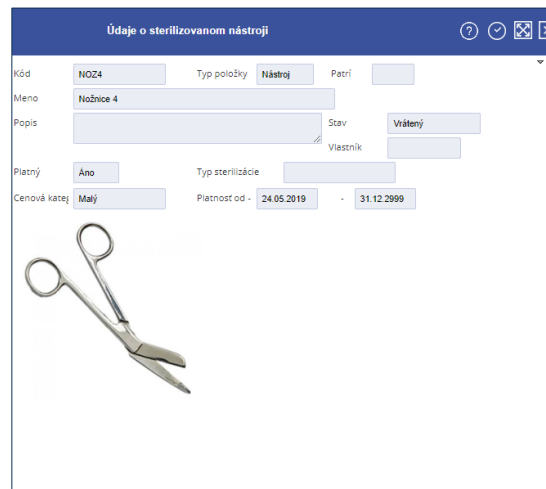 Údaje o sterilizovanom nástroji
Kód NOZ4 Typ položky Nástroj Patrí
Meno Nožnice 4
Popis Stav Vrátený
Vlastník
Platný Áno Typ sterilizácie
Cenová kateg Malý Platnosť od - 24.05.2019 - 31.12.2999